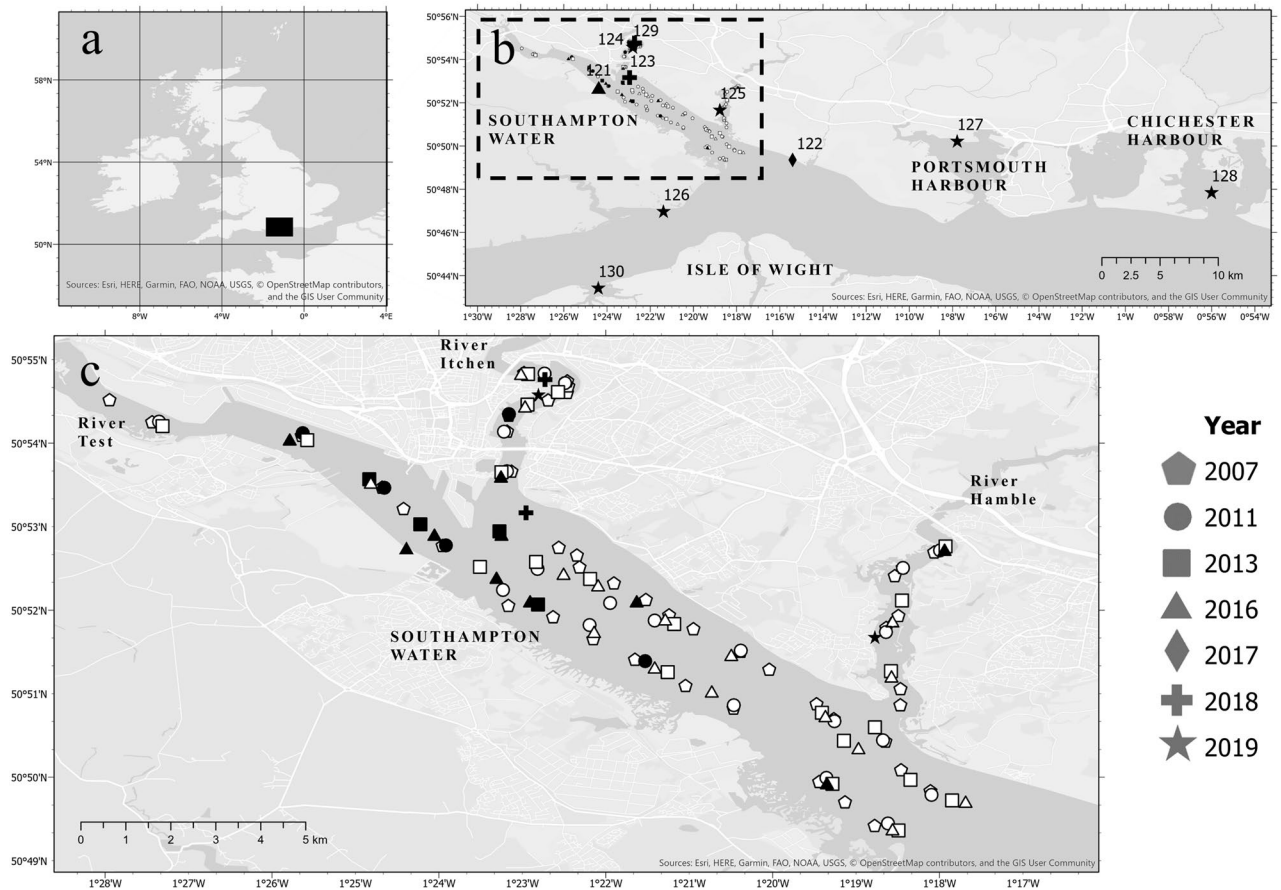 a
58°N
54°N
50°N
Sources: Esri, HERE, Garmin, FAO, NOAA, USGS, © OpenStreetMap contributors,
and the GIS User Community
8°W 4°W 0° 4°E
b
50°56'N
50°54'N
50°52'N
50°50'N
50°48'N
50°46'N
50°44'N
124 129
123
121
125
SOUTHAMPTON
WATER
122
127
PORTSMOUTH
HARBOUR
CHICHESTER
HARBOUR
128
126
130
ISLE OF WIGHT
0 2.5 5 10 km
Sources: Esri, HERE, Garmin, FAO, NOAA, USGS, © OpenStreetMap contributors, and the GIS User Community
1°30'W 1°28'W 1°26'W 1°24'W 1°22'W 1°20'W 1°18'W 1°16'W 1°14'W 1°12'W 1°10'W 1°8'W 1°6'W 1°4'W 1°2'W 1°W 0°58'W 0°56'W 0°54'W
c
50°55'N
50°54'N
50°53'N
50°52'N
50°51'N
50°50'N
50°49'N
River
Itchen
River
Test
River
Hamble
SOUTHAMPTON
WATER
0 1 2 3 4 5 km
Sources: Esri, HERE, Garmin, FAO, NOAA, USGS, © OpenStreetMap contributors, and the GIS User Community
1°28'W 1°27'W 1°26'W 1°25'W 1°24'W 1°23'W 1°22'W 1°21'W 1°20'W 1°19'W 1°18'W 1°17'W
Year
2007
2011
2013
2016
2017
2018
2019